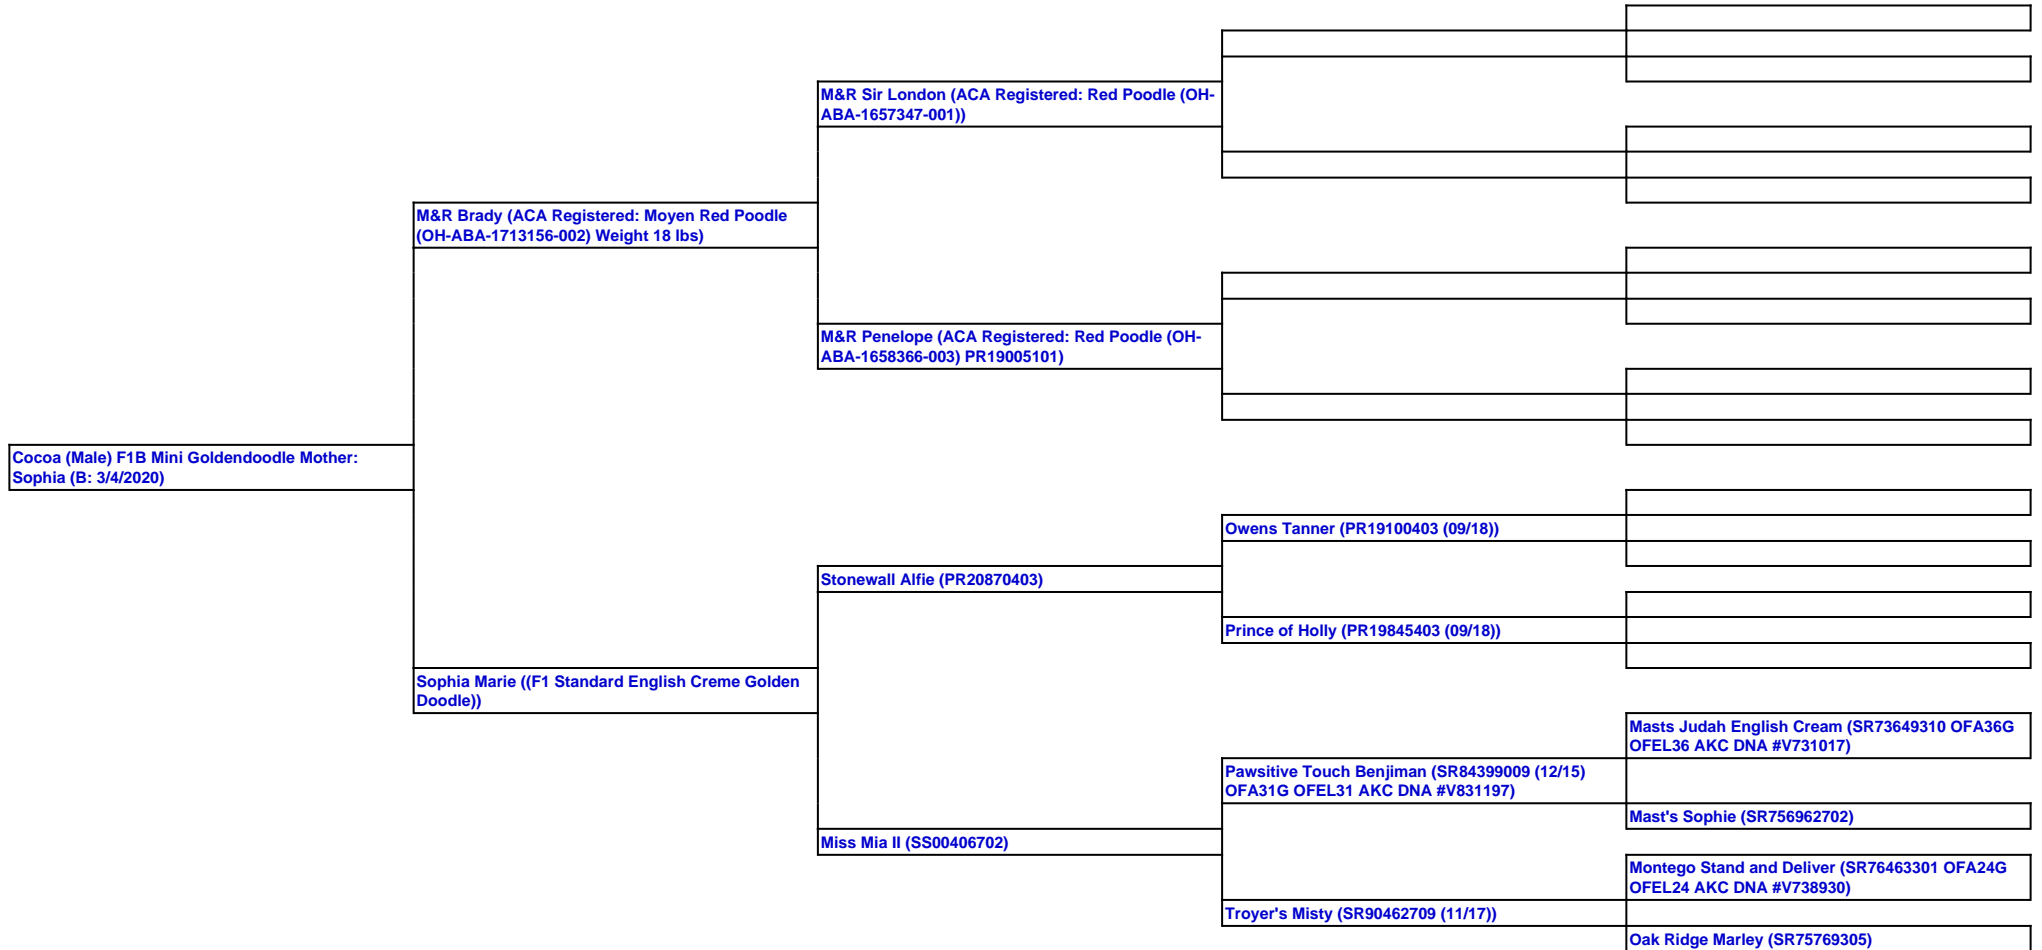 M&R Sir London (ACA Registered: Red Poodle (OH-
ABA-1657347-001))
M&R Brady (ACA Registered: Moyen Red Poodle
(OH-ABA-1713156-002) Weight 18 lbs)
M&R Penelope (ACA Registered: Red Poodle (OH-
ABA-1658366-003) PR19005101)
Cocoa (Male) F1B Mini Goldendoodle Mother:
Sophia (B: 3/4/2020)
Owens Tanner (PR19100403 (09/18))
Stonewall Alfie (PR20870403)
Prince of Holly (PR19845403 (09/18))
Sophia Marie ((F1 Standard English Creme Golden
Doodle))
Masts Judah English Cream (SR73649310 OFA36G
OFEL36 AKC DNA #V731017)
Pawsitive Touch Benjiman (SR84399009 (12/15)
OFA31G OFEL31 AKC DNA #V831197)
Mast's Sophie (SR756962702)
Miss Mia II (SS00406702)
Montego Stand and Deliver (SR76463301 OFA24G
OFEL24 AKC DNA #V738930)
Troyer's Misty (SR90462709 (11/17))
Oak Ridge Marley (SR75769305)